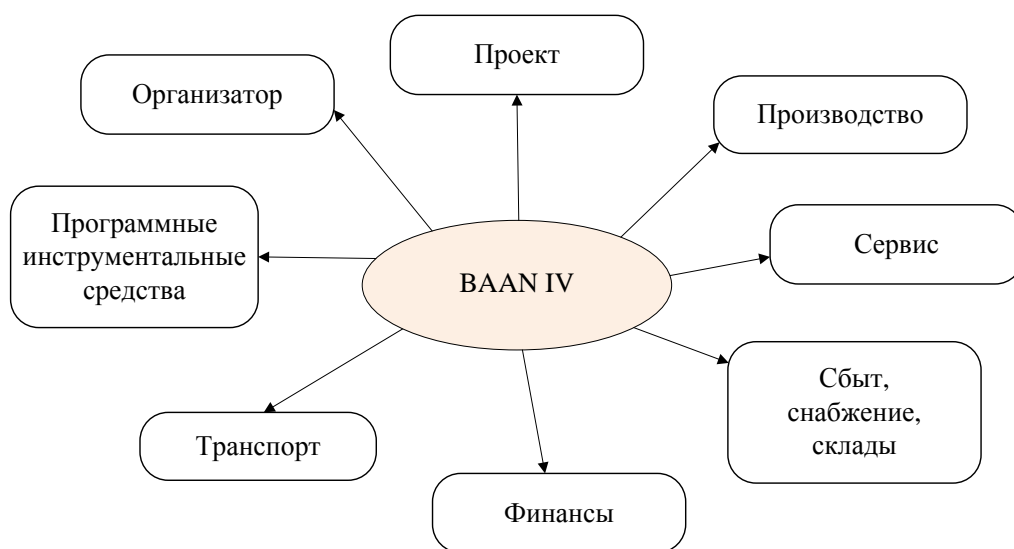 Проект
Организатор
Производство
Программные
инструментальные
средства
BAAN IV
Сервис
Сбыт,
снабжение,
склады
Транспорт
Финансы